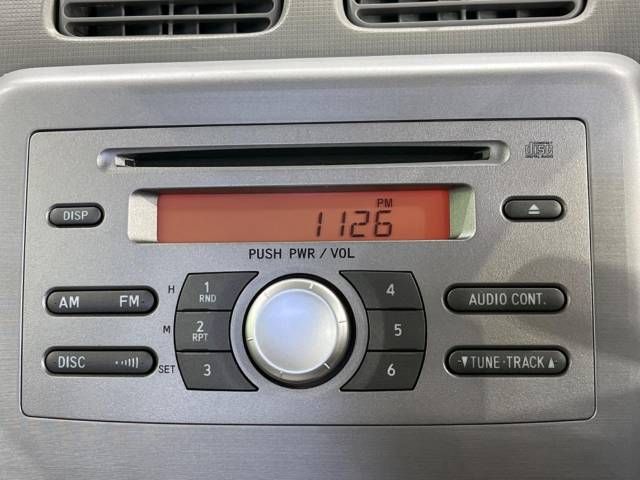 disc
DISP
PM
1126
PUSH PWR / VOL
AM FM
H
1
RND
4
AUDIO CONT.
M
2
RPT
5
DISC
SET
3
6
▼TUNE·TRACK▲